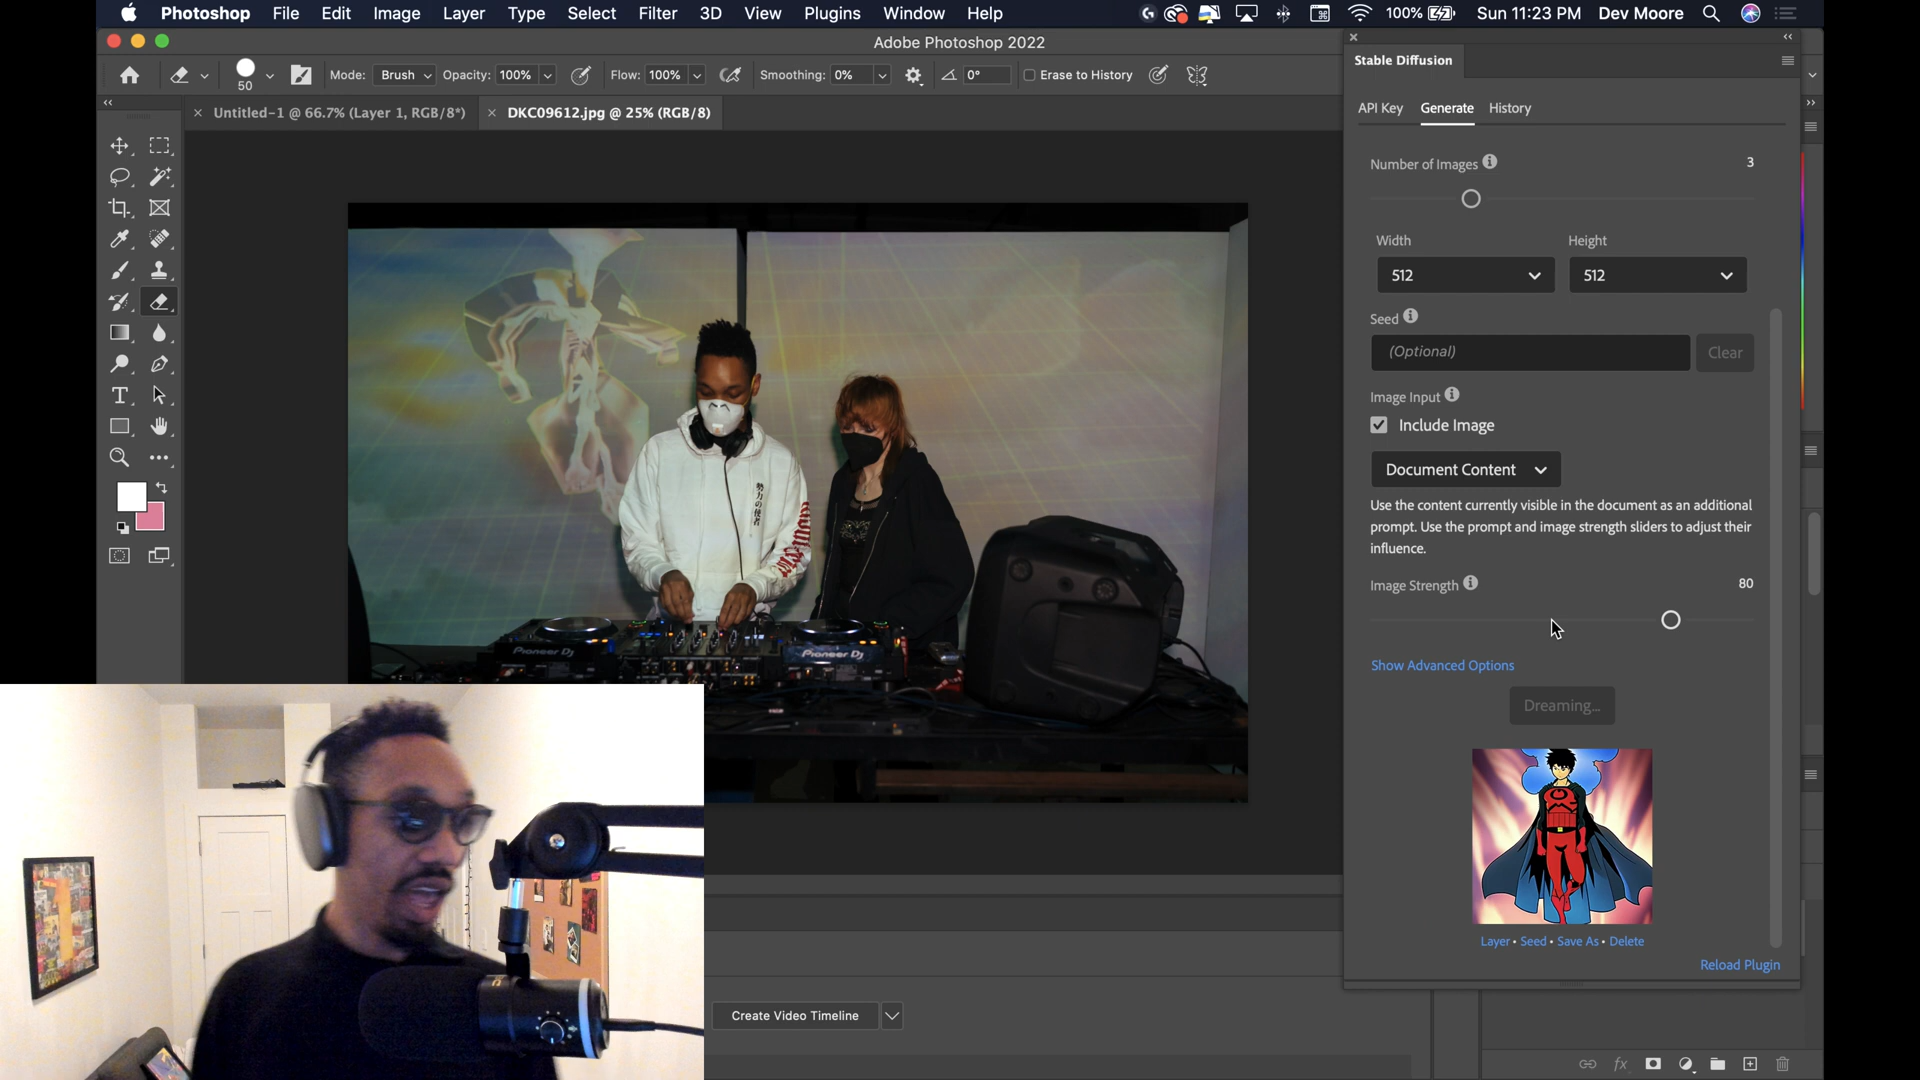 Photoshop File Edit Image Layer Type Select Filter 3D View Plugins Window Help 100% Sun 11:23 PM Dev Moore
Adobe Photoshop 2022
50 Mode: Brush Opacity: 100% Flow: 100% Smoothing: 0% 0° Erase to History
Untitled-1 @ 66.7% (Layer 1, RGB/8*) DKC09612.jpg @ 25% (RGB/8)
Stable Diffusion
API Key Generate History
Number of Images 3
Width Height
512 512
Seed
(Optional) Clear
Image Input
Include Image
Document Content
Use the content currently visible in the document as an additional
prompt. Use the prompt and image strength sliders to adjust their
influence.
Image Strength 80
Show Advanced Options
Dreaming...
Layer • Seed • Save As • Delete
Reload Plugin
勢力の使者
Pioneer DJ
Pioneer DJ
Create Video Timeline
fx